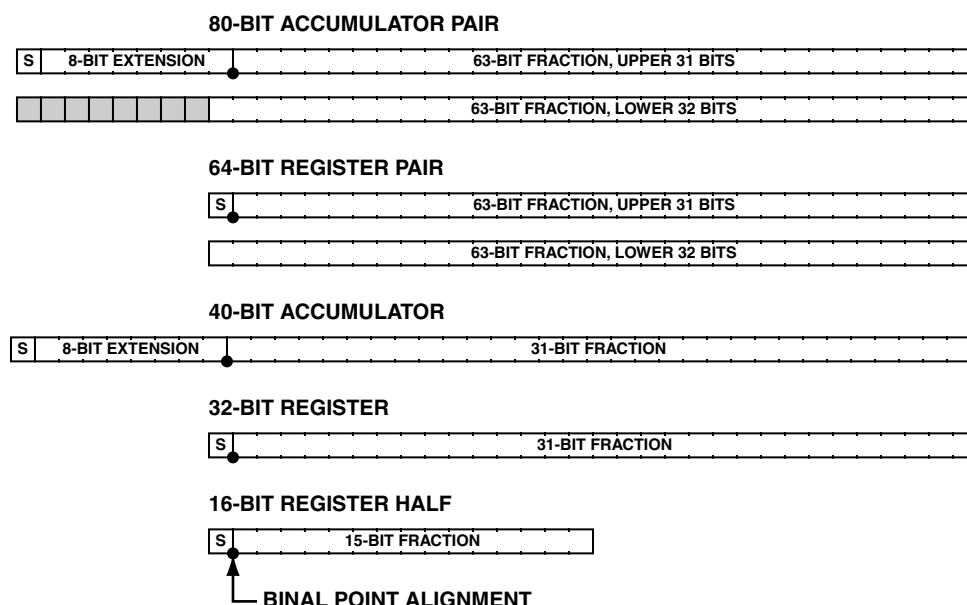 80-BIT ACCUMULATOR PAIR
S 8-BIT EXTENSION 63-BIT FRACTION, UPPER 31 BITS
63-BIT FRACTION, LOWER 32 BITS
64-BIT REGISTER PAIR
S 63-BIT FRACTION, UPPER 31 BITS
63-BIT FRACTION, LOWER 32 BITS
40-BIT ACCUMULATOR
S 8-BIT EXTENSION 31-BIT FRACTION
32-BIT REGISTER
S 31-BIT FRACTION
16-BIT REGISTER HALF
S 15-BIT FRACTION
BINAL POINT ALIGNMENT